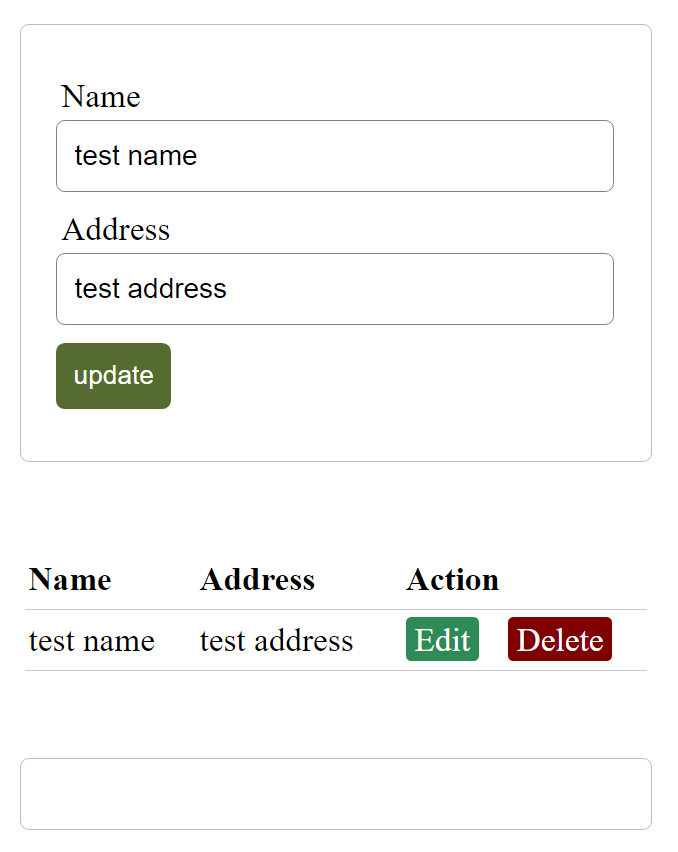 Name
test name
Address
test address
update
Name Address Action
test name test address Edit Delete